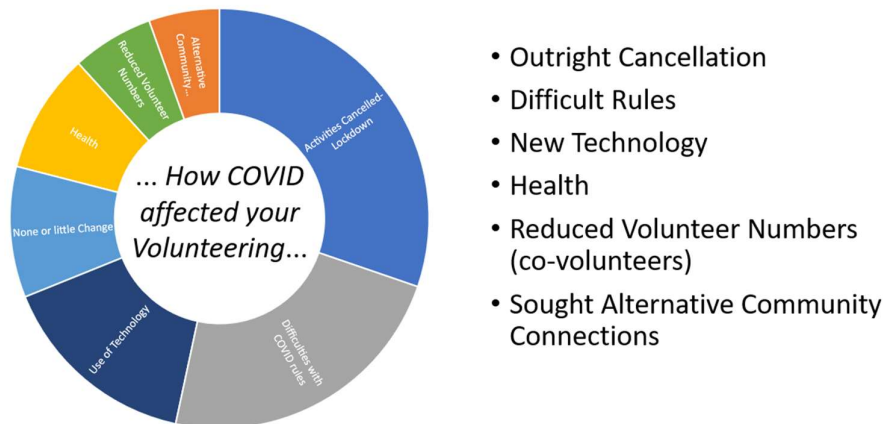 Activities Cancelled-
Lockdown
Difficulties with
COVID rules
Use of Technology
None or little Change
Health
Reduced Volunteer
Numbers
Alternative
Community...
... How COVID
affected your
Volunteering...
• Outright Cancellation
• Difficult Rules
• New Technology
• Health
• Reduced Volunteer Numbers
(co-volunteers)
• Sought Alternative Community
Connections